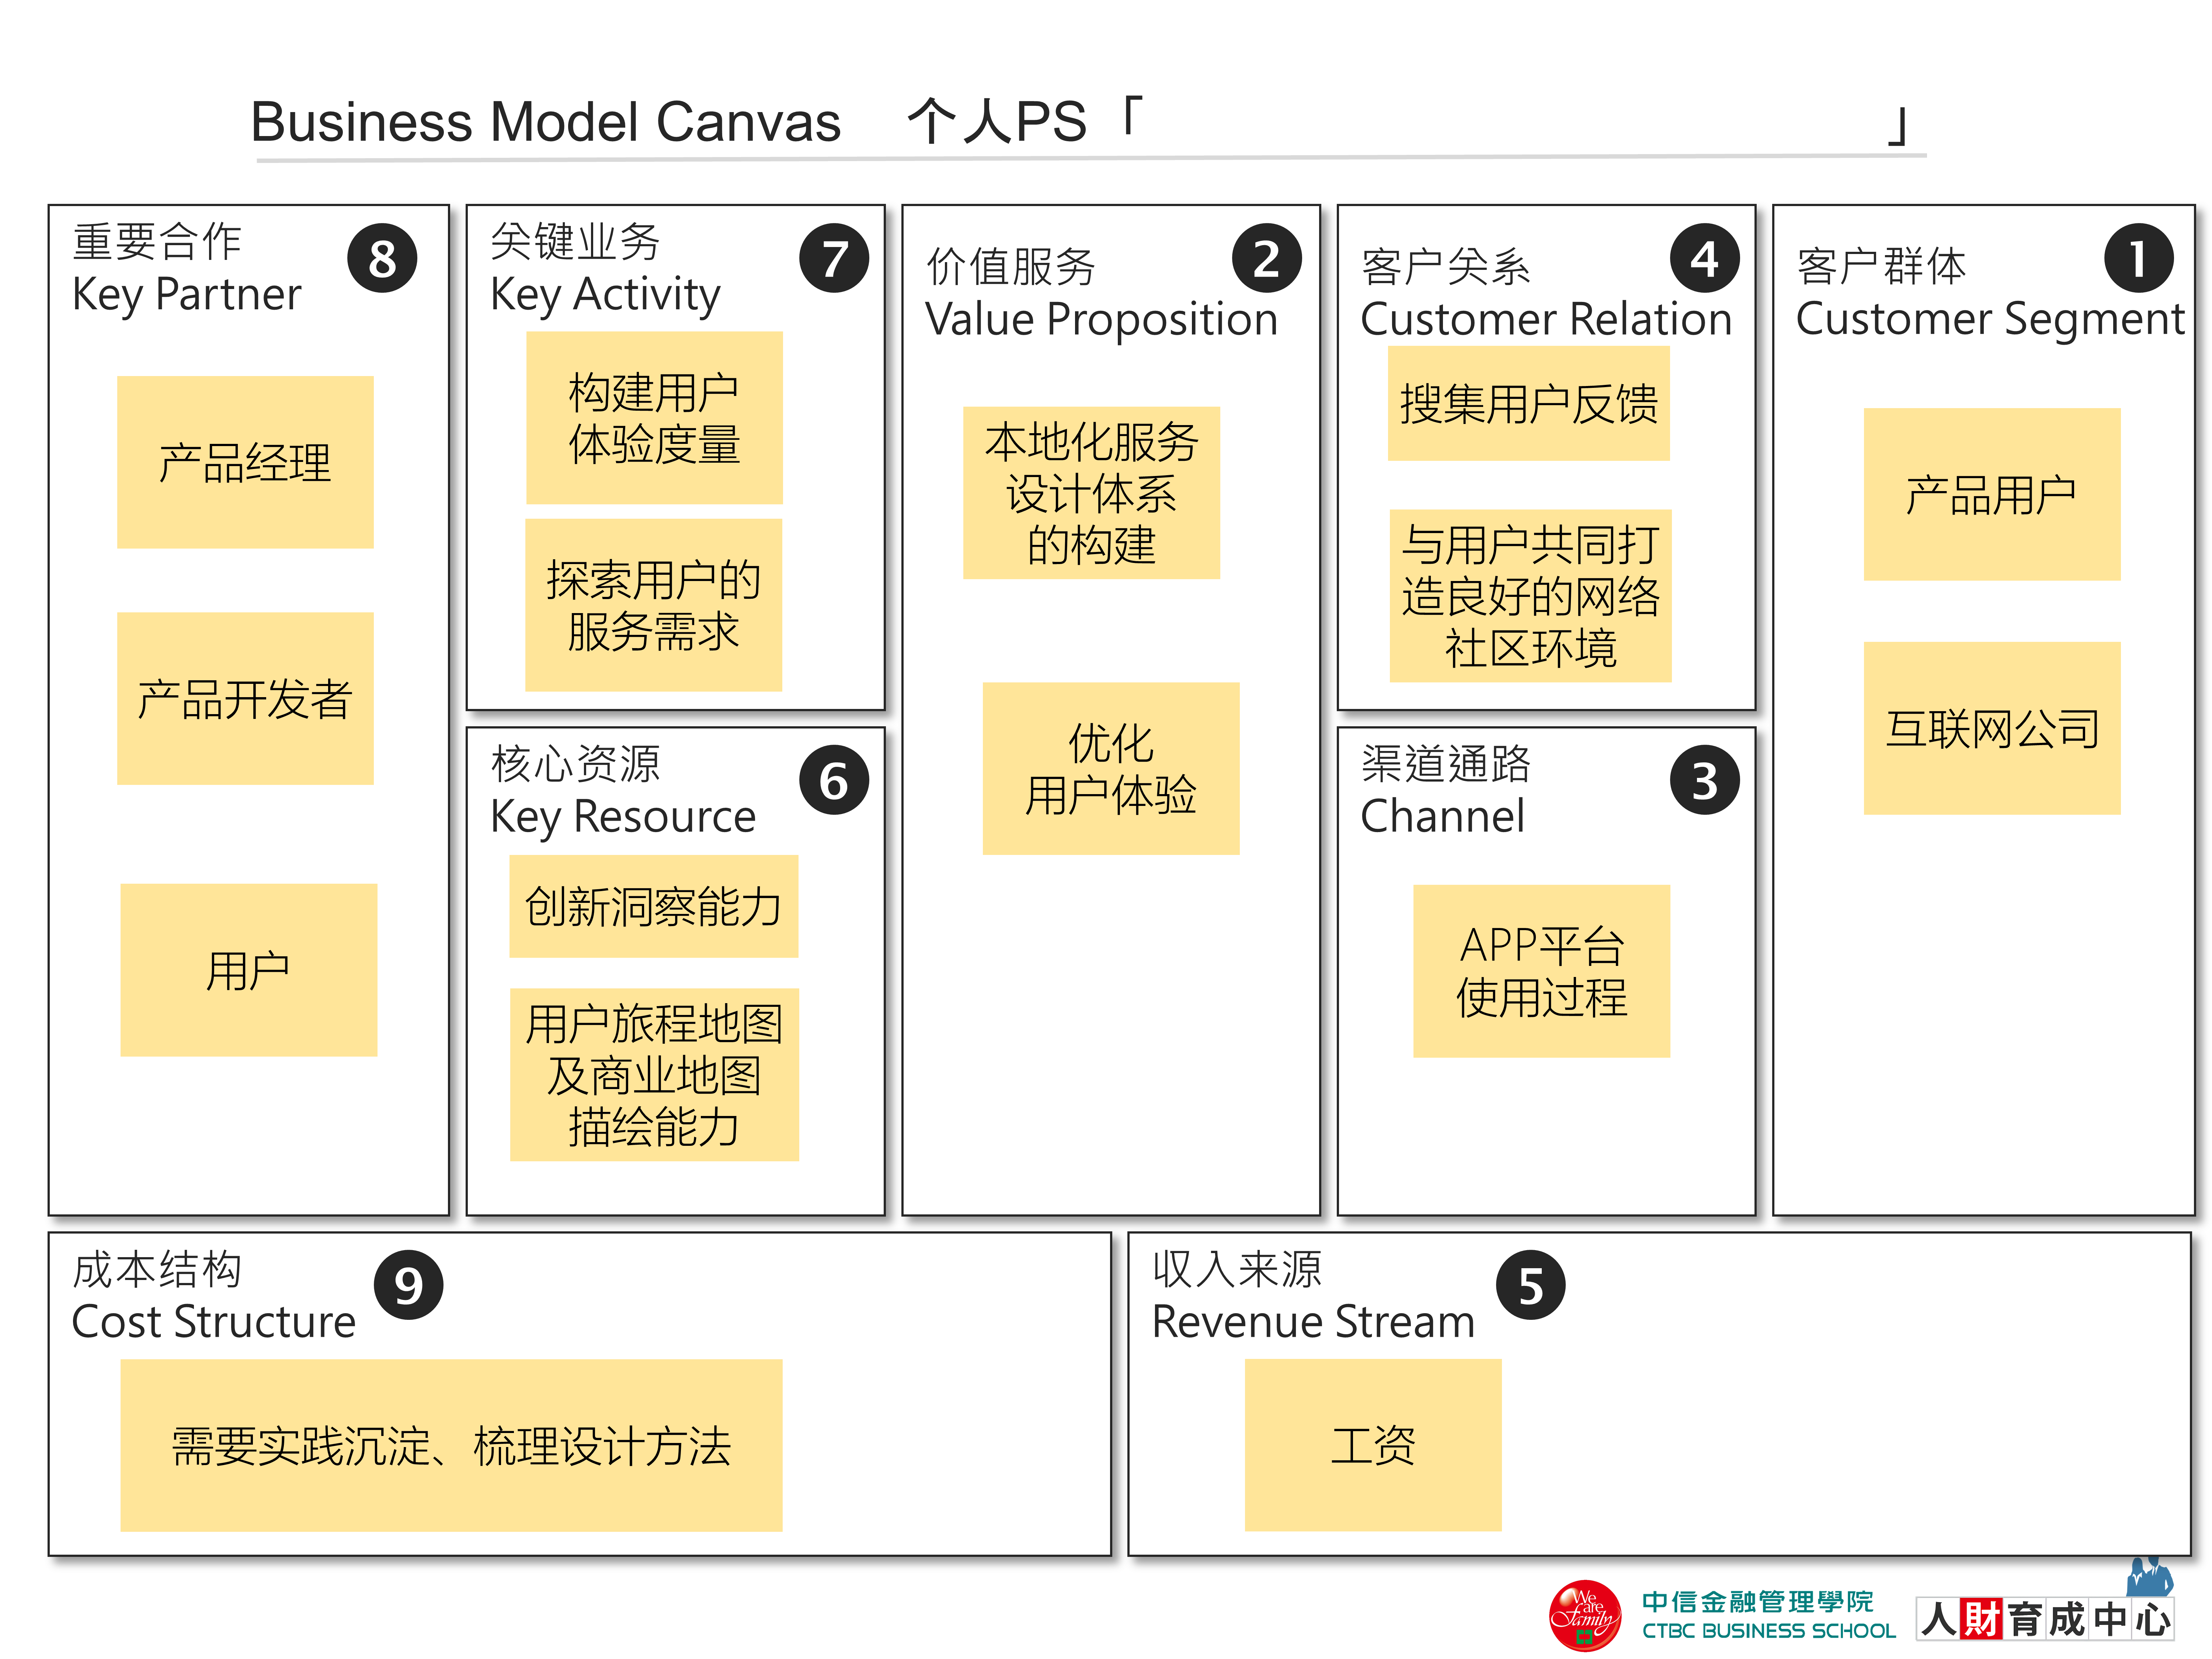 Business Model Canvas 个人PS「 」
重要合作
8
Key Partner
产品经理
产品开发者
用户
关键业务
7
Key Activity
构建用户
体验度量
探索用户的
服务需求
核心资源
6
Key Resource
创新洞察能力
用户旅程地图
及商业地图
描绘能力
价值服务
2
Value Proposition
本地化服务
设计体系
的构建
优化
用户体验
客户关系
4
Customer Relation
搜集用户反馈
与用户共同打
造良好的网络
社区环境
渠道通路
3
Channel
APP平台
使用过程
客户群体
1
Customer Segment
产品用户
互联网公司
成本结构
9
Cost Structure
需要实践沉淀、梳理设计方法
收入来源
5
Revenue Stream
工资
We
are
Family
中信金融管理學院
CTBC BUSINESS SCHOOL
人財育成中心